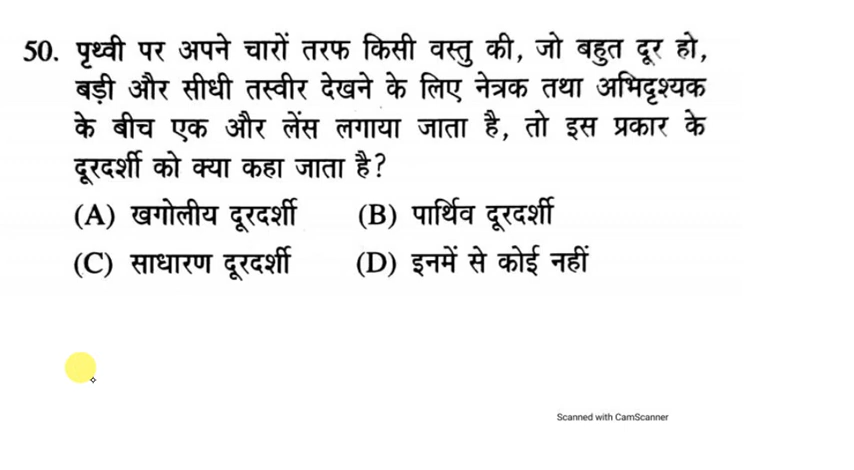 50. पृथ्वी पर अपने चारों तरफ किसी वस्तु की, जो बहुत दूर हो,
बड़ी और सीधी तस्वीर देखने के लिए नेत्रक तथा अभिदृश्यक
के बीच एक और लेंस लगाया जाता है, तो इस प्रकार के
दूरदर्शी को क्या कहा जाता है?
(A) खगोलीय दूरदर्शी (B) पार्थिव दूरदर्शी
(C) साधारण दूरदर्शी (D) इनमें से कोई नहीं
Scanned with CamScanner